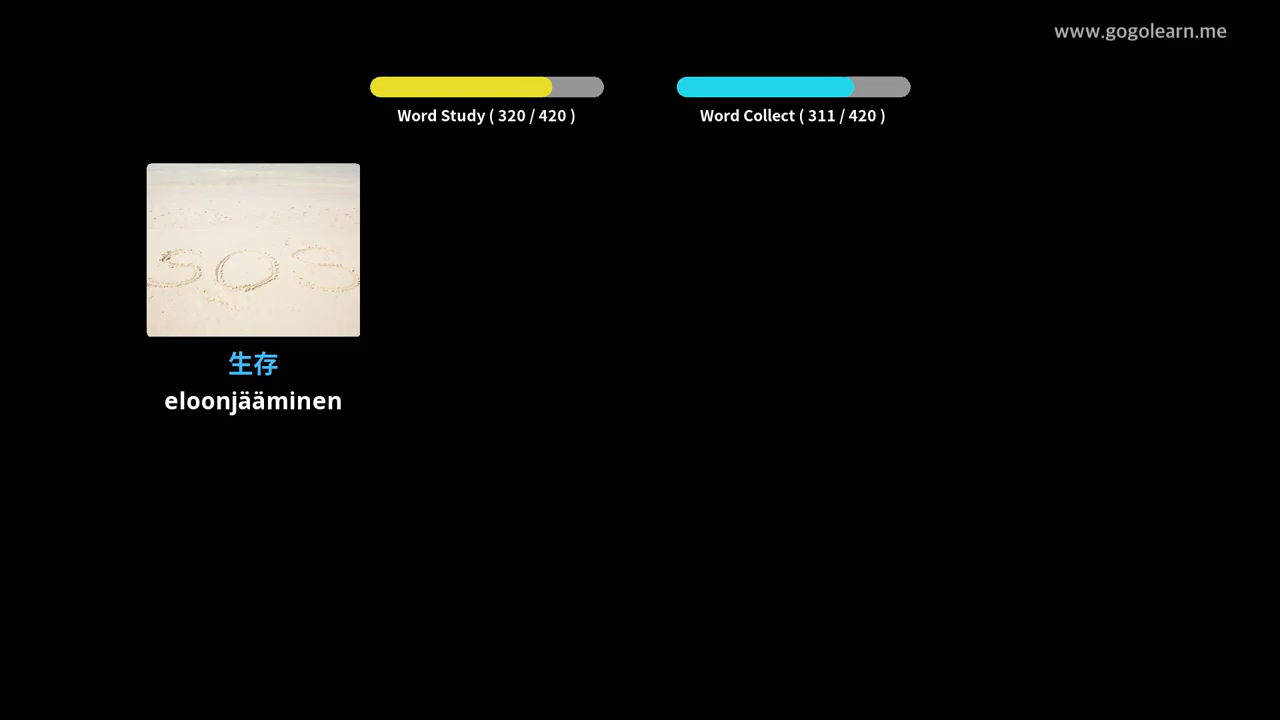 www.gogolearn.me
Word Study ( 320 / 420 )
Word Collect ( 311 / 420 )
SOS
生存
eloonjääminen